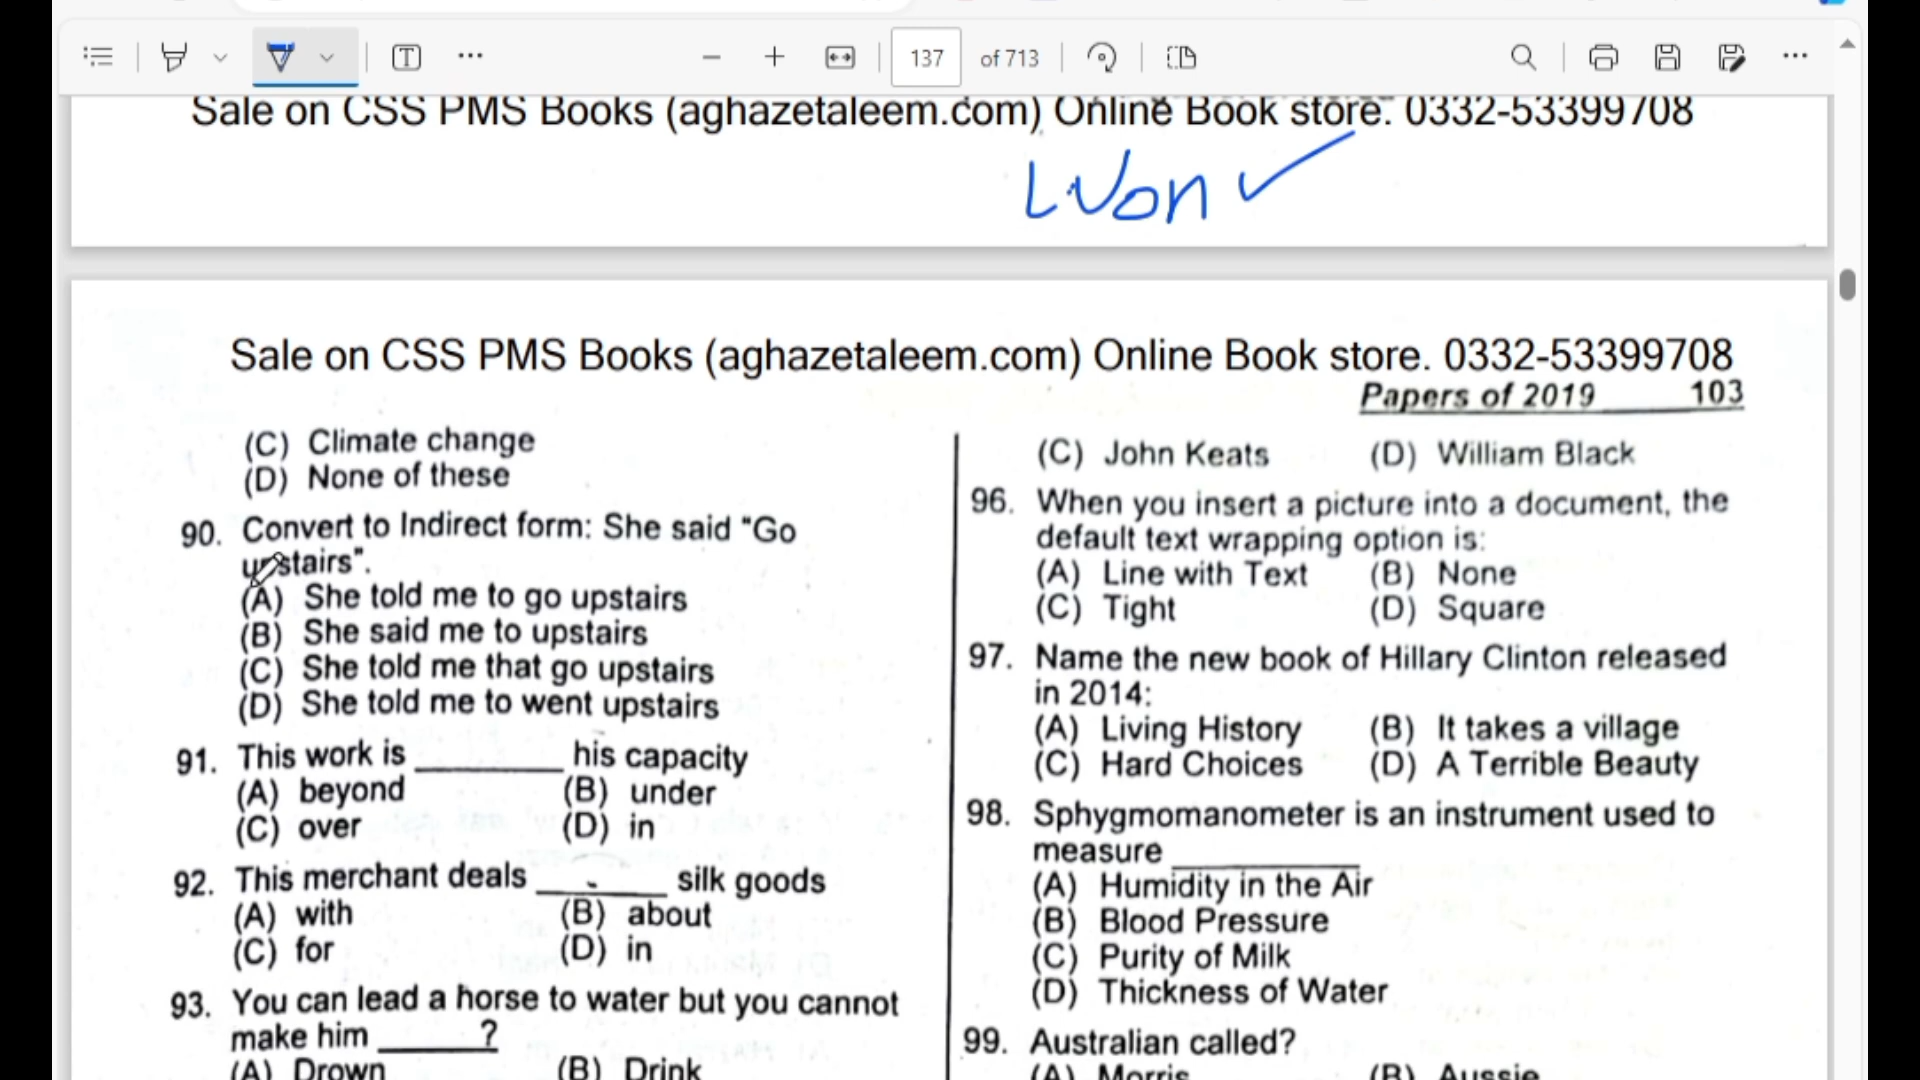 137 of 713
Sale on CSS PMS Books (aghazetaleem.com) Online Book store. 0332-53399708
Won
Sale on CSS PMS Books (aghazetaleem.com) Online Book store. 0332-53399708
Papers of 2019 103
(C) Climate change
(D) None of these
90. Convert to Indirect form: She said "Go
upstairs".
(A) She told me to go upstairs
(B) She said me to upstairs
(C) She told me that go upstairs
(D) She told me to went upstairs
91. This work is ________ his capacity
(A) beyond (B) under
(C) over (D) in
92. This merchant deals _______ silk goods
(A) with (B) about
(C) for (D) in
93. You can lead a horse to water but you cannot
make him ______?
(A) Drown (B) Drink
(C) John Keats (D) William Black
96. When you insert a picture into a document, the
default text wrapping option is:
(A) Line with Text (B) None
(C) Tight (D) Square
97. Name the new book of Hillary Clinton released
in 2014:
(A) Living History (B) It takes a village
(C) Hard Choices (D) A Terrible Beauty
98. Sphygmomanometer is an instrument used to
measure __________
(A) Humidity in the Air
(B) Blood Pressure
(C) Purity of Milk
(D) Thickness of Water
99. Australian called?
(A) Morris (B) Aussie